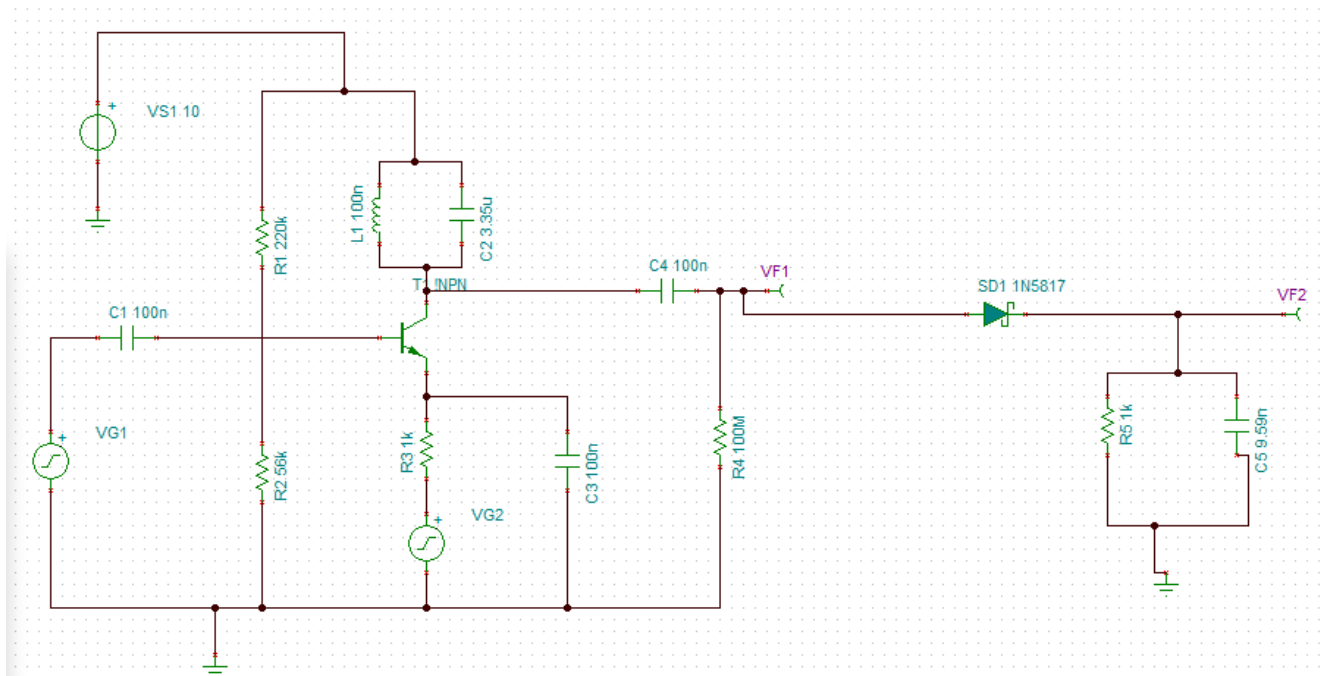 VS1 10
L1 100n
C2 3.35u
R1 220k
C4 100n
VF1
T1 !NPN
SD1 1N5817
VF2
C1 100n
VG1
R3 1k
C3 100n
R4 100M
R5 1k
C5 9.59n
R2 56k
VG2